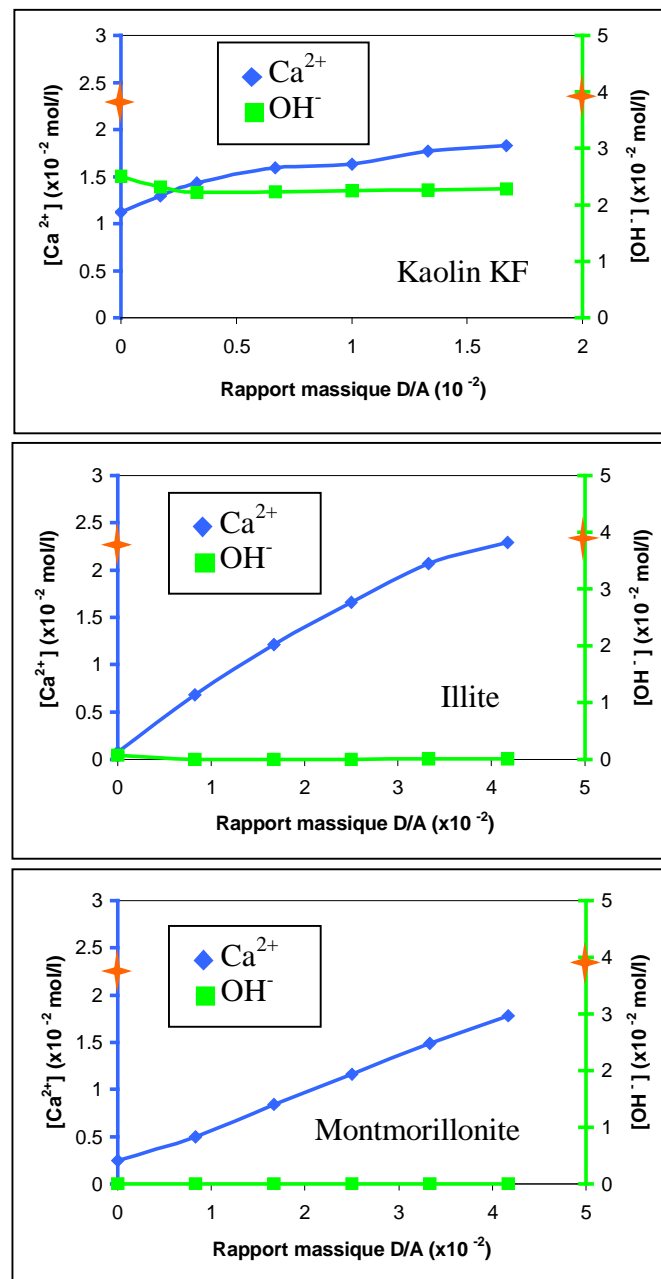 3
2.5
2
1.5
1
0.5
0
[Ca 2+] (x10 -2 mol/l)
Ca2+
OH-
Kaolin KF
5
4
3
2
1
0
[OH -] (x10 -2 mol/l)
0 0.5 1 1.5 2
Rapport massique D/A (10 -2)
3
2.5
2
1.5
1
0.5
0
[Ca2+] (x10 -2 mol/l)
Ca2+
OH-
Illite
5
4
3
2
1
0
[OH -] (x10 -2 mol/l)
0 1 2 3 4 5
Rapport massique D/A (x10 -2)
3
2.5
2
1.5
1
0.5
0
[Ca2+] (x10 -2 mol/l)
Ca2+
OH-
Montmorillonite
5
4
3
2
1
0
[OH -] (x10 -2 mol/l)
0 1 2 3 4 5
Rapport massique D/A (x10 -2)